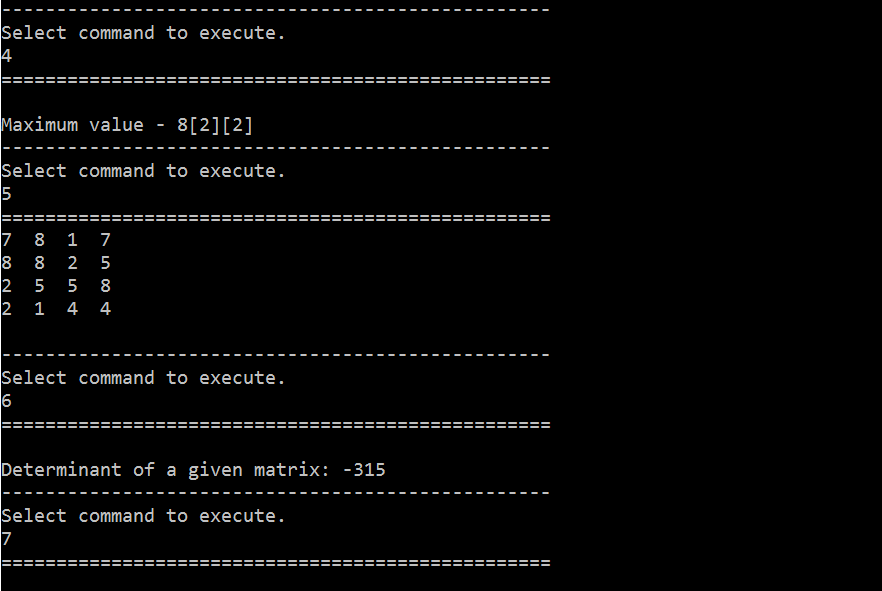 --------------------------------------------------
Select command to execute.
4
==================================================
Maximum value - 8[2][2]
--------------------------------------------------
Select command to execute.
5
==================================================
7  8  1  7
8  8  2  5
2  5  5  8
2  1  4  4
--------------------------------------------------
Select command to execute.
6
==================================================
Determinant of a given matrix: -315
--------------------------------------------------
Select command to execute.
7
==================================================